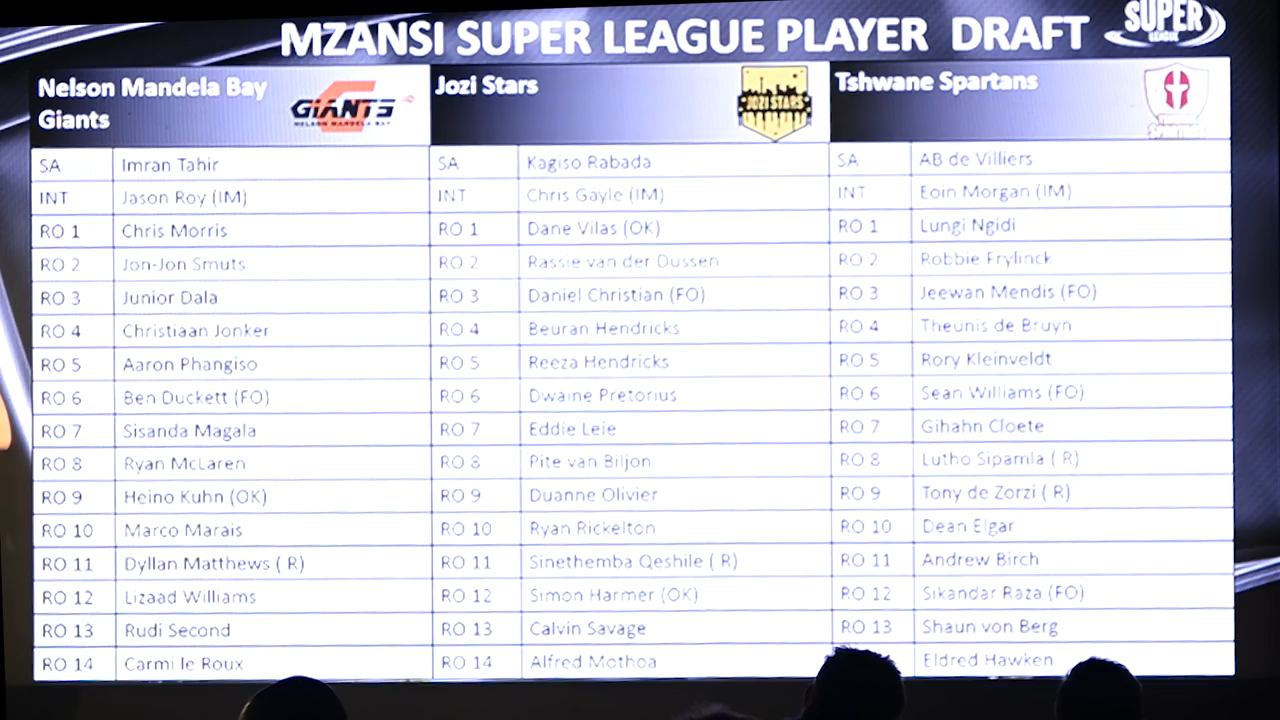 MZANSI SUPER LEAGUE PLAYER DRAFT
SUPER
LEAGUE
Nelson Mandela Bay
Giants
GIANTS
NELSON MANDELA BAY
Jozi Stars
JOZI STARS
Tshwane Spartans
Spartans
SA Imran Tahir SA Kagiso Rabada SA AB de Villiers
INT Jason Roy (IM) INT Chris Gayle (IM) INT Eoin Morgan (IM)
RO 1 Chris Morris RO 1 Dane Vilas (OK) RO 1 Lungi Ngidi
RO 2 Jon-Jon Smuts RO 2 Rassie van der Dussen RO 2 Robbie Frylinck
RO 3 Junior Dala RO 3 Daniel Christian (FO) RO 3 Jeewan Mendis (FO)
RO 4 Christiaan Jonker RO 4 Beuran Hendricks RO 4 Theunis de Bruyn
RO 5 Aaron Phangiso RO 5 Reeza Hendricks RO 5 Rory Kleinveldt
RO 6 Ben Duckett (FO) RO 6 Dwaine Pretorius RO 6 Sean Williams (FO)
RO 7 Sisanda Magala RO 7 Eddie Leie RO 7 Gihahn Cloete
RO 8 Ryan McLaren RO 8 Pite van Biljon RO 8 Lutho Sipamla ( R)
RO 9 Heino Kuhn (OK) RO 9 Duanne Olivier RO 9 Tony de Zorzi ( R)
RO 10 Marco Marais RO 10 Ryan Rickelton RO 10 Dean Elgar
RO 11 Dyllan Matthews ( R) RO 11 Sinethemba Qeshile ( R) RO 11 Andrew Birch
RO 12 Lizaad Williams RO 12 Simon Harmer (OK) RO 12 Sikandar Raza (FO)
RO 13 Rudi Second RO 13 Calvin Savage RO 13 Shaun von Berg
RO 14 Carmi le Roux RO 14 Alfred Mothoa Eldred Hawken